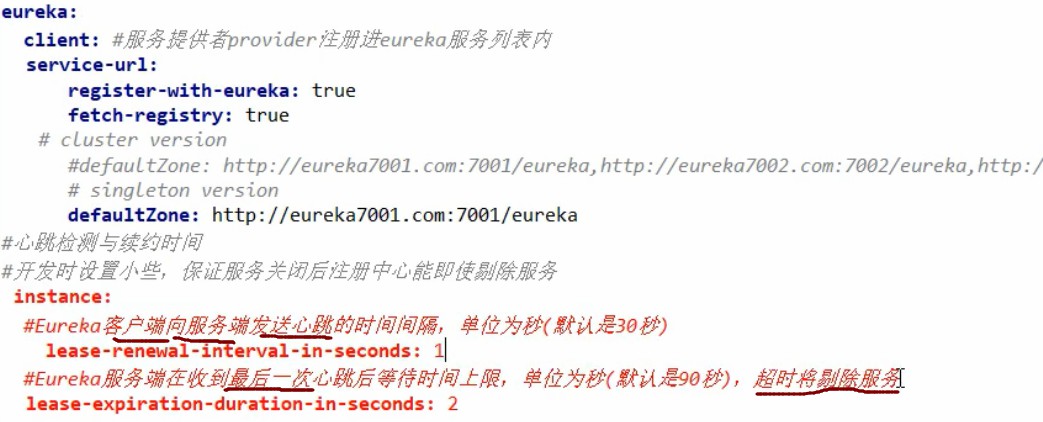 eureka:
client: #服务提供者provider注册进eureka服务列表内
service-url:
register-with-eureka: true
fetch-registry: true
# cluster version
#defaultZone: http://eureka7001.com:7001/eureka,http://eureka7002.com:7002/eureka,http:/
# singleton version
defaultZone: http://eureka7001.com:7001/eureka
#心跳检测与续约时间
#开发时设置小些，保证服务关闭后注册中心能即使剔除服务
instance:
#Eureka客户端向服务端发送心跳的时间间隔，单位为秒(默认是30秒)
lease-renewal-interval-in-seconds: 1
#Eureka服务端在收到最后一次心跳后等待时间上限，单位为秒(默认是90秒)，超时将剔除服务
lease-expiration-duration-in-seconds: 2